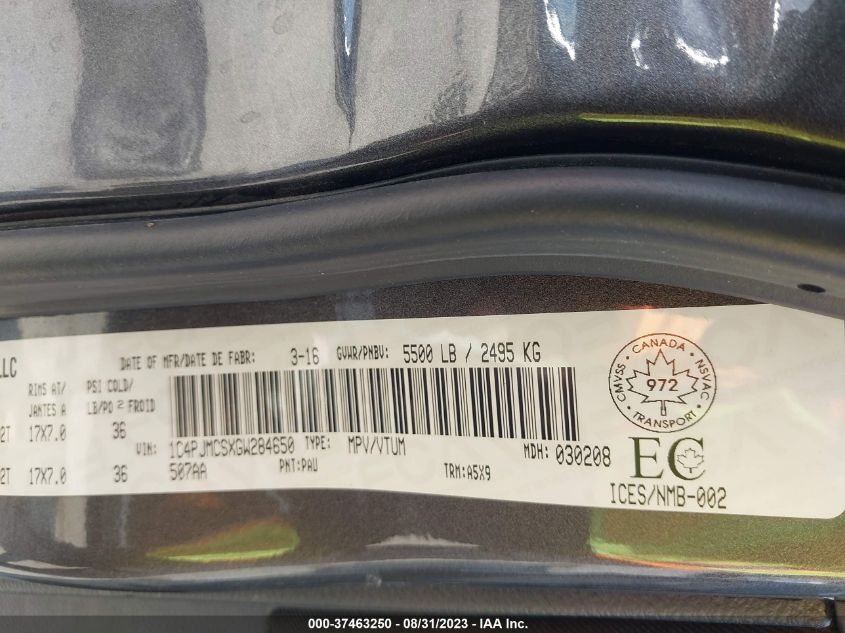 LLC
DATE OF MFR/DATE DE FABR: 3-16 GVWR/PNBV: 5500 LB / 2495 KG
RIMS AT/ PSI COLD/
JANTES A LB/PO 2 FROID
2T 17X7.0 36
VIN: 1C4PJMCSXGW284650 TYPE: MPV/VTUM MDH: 030208
2T 17X7.0 36 507AA PNT:PAU TRM:A5X9
CANADA
CMVSS NSVAC
972
TRANSPORT
EC
ICES/NMB-002
000-37463250 - 08/31/2023 - IAA Inc.